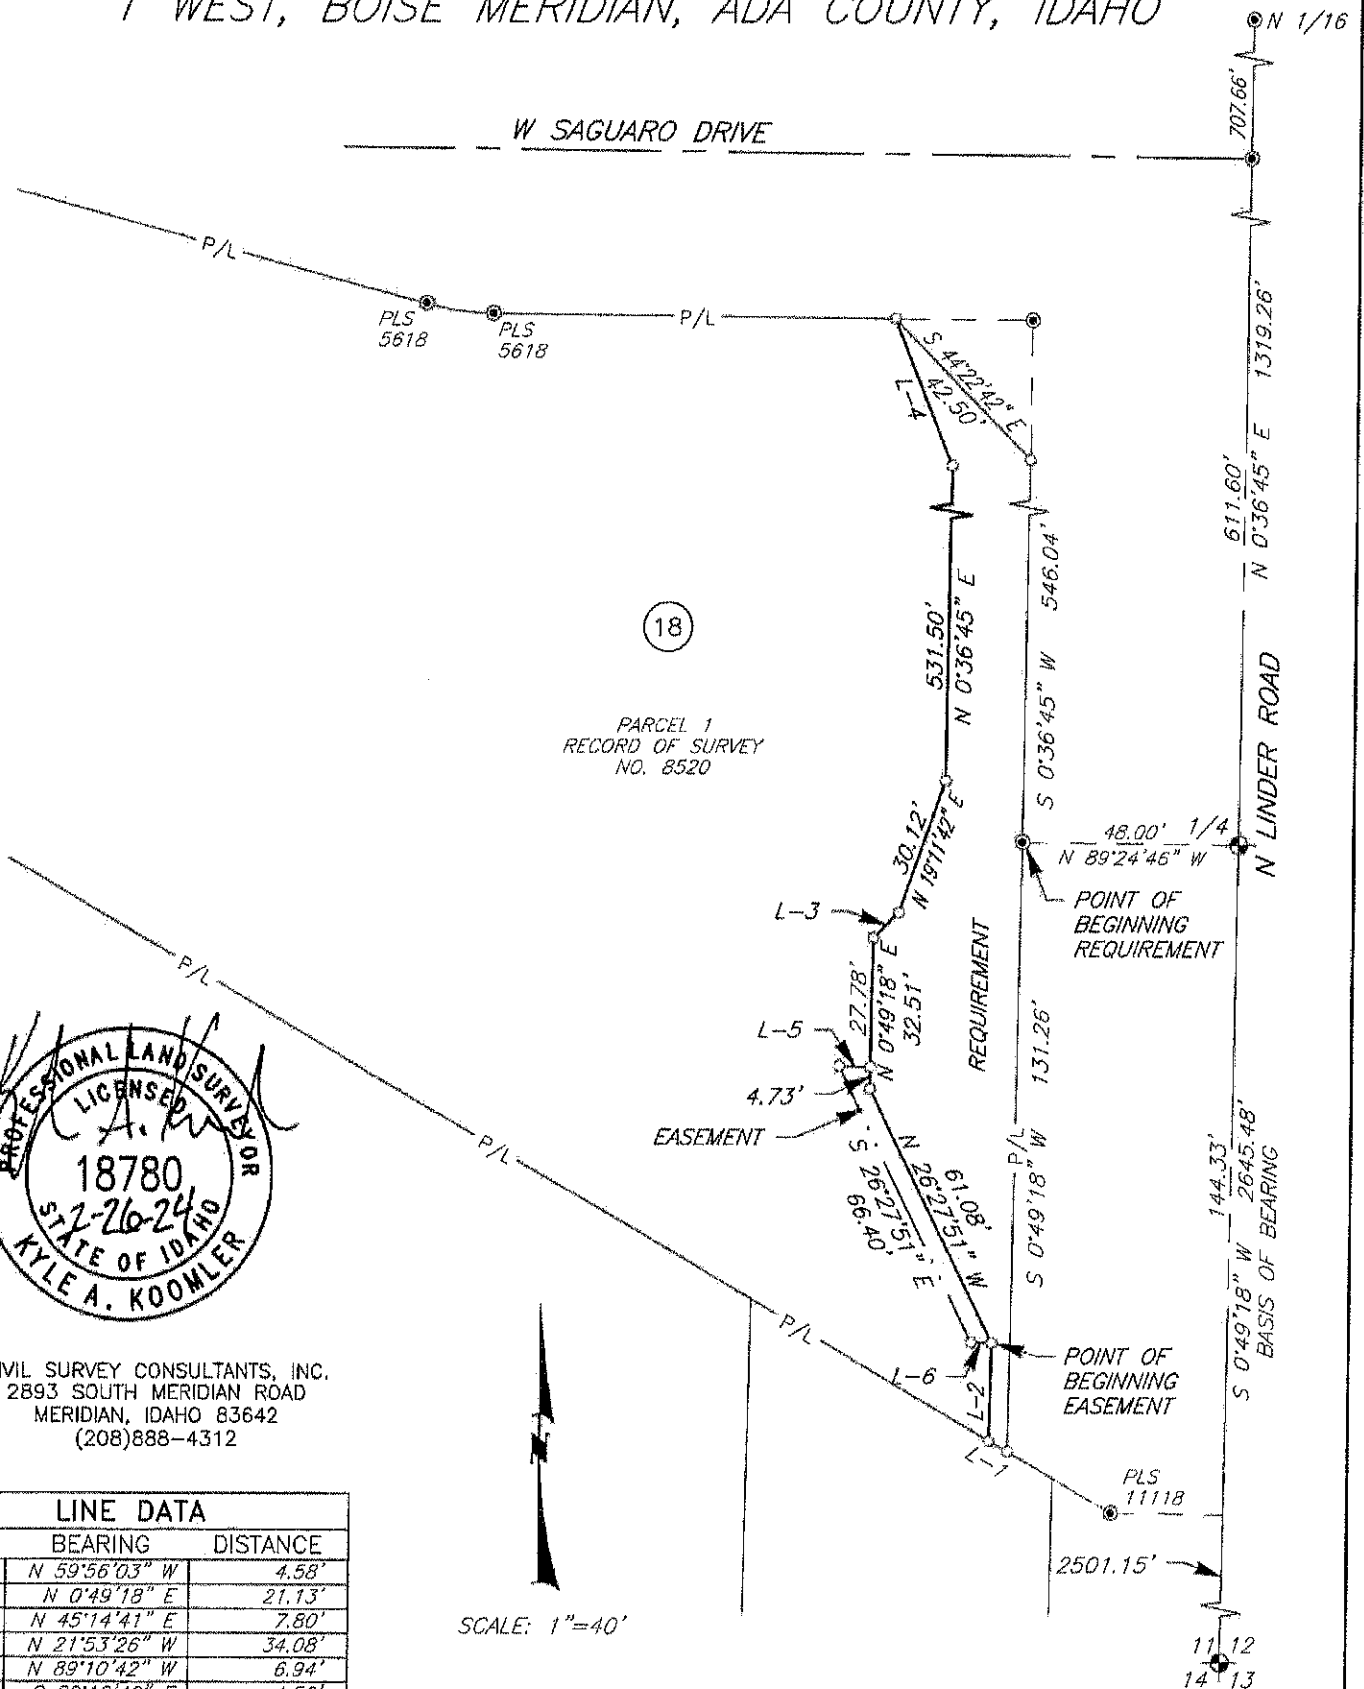 1 WEST, BOISE MERIDIAN, ADA COUNTY, IDAHO
N 1/16
707.66'
W SAGUARO DRIVE
P/L
PLS
5618
PLS
5618
P/L
S 44°22'42" E
42.50'
L-4
1319.26'
N 0°36'45" E
611.60'
546.04'
S 0°36'45" W
531.50'
N 0°36'45" E
18
PARCEL 1
RECORD OF SURVEY
NO. 8520
N LINDER ROAD
48.00'
1/4
N 89°24'46" W
30.12'
N 19°11'42" E
POINT OF
BEGINNING
REQUIREMENT
L-3
REQUIREMENT
P/L
27.78'
N 0°49'18" E
32.51'
L-5
4.73'
131.26'
EASEMENT
P/L
P/L
S 0°49'18" W
N 26°27'51" W
61.08'
S 26°27'51" E
66.40'
144.33'
S 0°49'18" W 2645.48'
BASIS OF BEARING
PROFESSIONAL LAND SURVEYOR
LICENSED
18780
2-26-24
STATE OF IDAHO
KYLE A. KOOMLER
P/L
L-6
L-2
POINT OF
BEGINNING
EASEMENT
L-1
VIL SURVEY CONSULTANTS, INC.
2893 SOUTH MERIDIAN ROAD
MERIDIAN, IDAHO 83642
(208)888-4312
N
PLS
11118
2501.15'
SCALE: 1"=40'
LINE DATA
BEARING DISTANCE
N 59°56'03" W 4.58'
N 0°49'18" E 21.13'
N 45°14'41" E 7.80'
N 21°53'26" W 34.08'
N 89°10'42" W 6.94'
11 12
14 13